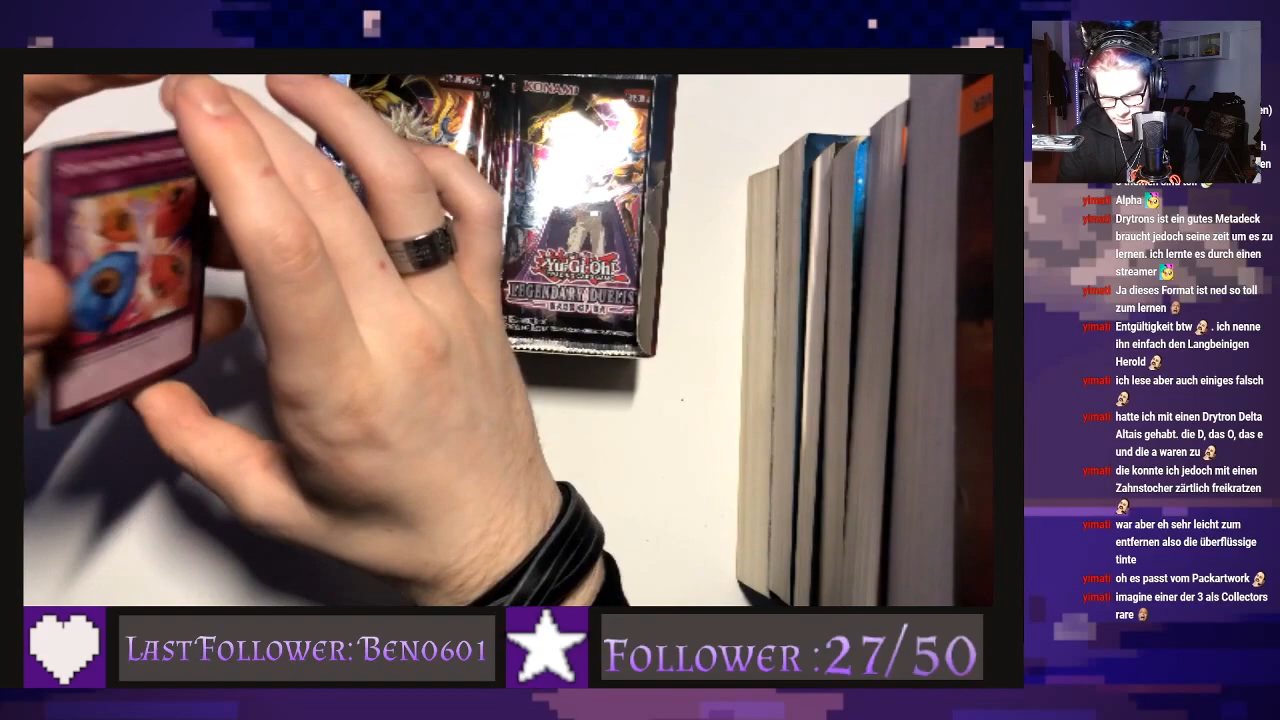 KONAMI
Yu-Gi-Oh!
LEGENDARY DUELISTS
LastFollower: Ben0601
Follower :27/50
en)
h
en
yimati Alpha
yimati Drytrons ist ein gutes Metadeck
braucht jedoch seine zeit um es zu
lernen. ich lernte es durch einen
streamer
yimati Ja dieses Format ist ned so toll
zum lernen
yimati Entgültigkeit btw . ich nenne
ihn einfach den Langbeinigen
Herold
yimati ich lese aber auch einiges falsch
yimati hatte ich mit einen Drytron Delta
Altais gehabt. die D, das O, das e
und die a waren zu
yimati die konnte ich jedoch mit einen
Zahnstocher zärtlich freikratzen
yimati war aber eh sehr leicht zum
entfernen also die überflüssige
tinte
yimati oh es passt vom Packartwork
yimati imagine einer der 3 als Collectors
rare